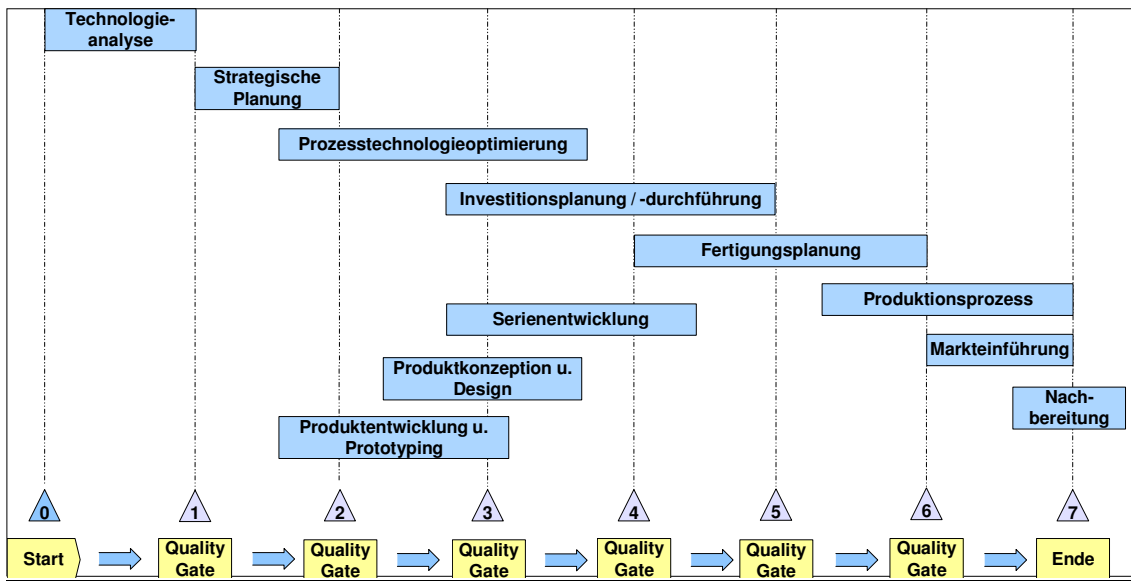 Technologie-
analyse
Strategische
Planung
Prozesstechnologieoptimierung
Investitionsplanung / -durchführung
Fertigungsplanung
Produktionsprozess
Serienentwicklung
Markteinführung
Produktkonzeption u.
Design
Nach-
bereitung
Produktentwicklung u.
Prototyping
0
1
2
3
4
5
6
7
Start
Quality
Gate
Quality
Gate
Quality
Gate
Quality
Gate
Quality
Gate
Quality
Gate
Ende